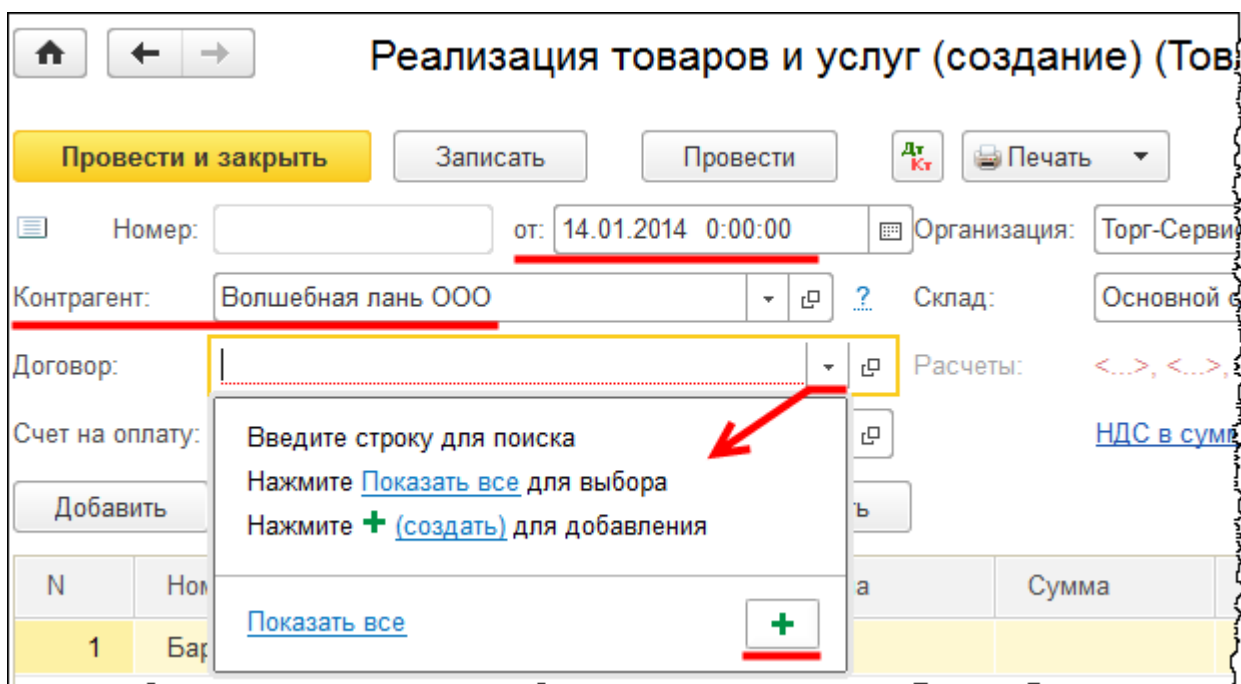 Реализация товаров и услуг (создание) (Тов
Провести и закрыть Записать Провести Дт Кт Печать
Номер: от: 14.01.2014 0:00:00 Организация: Торг-Серви
Контрагент: Волшебная лань ООО ? Склад: Основной с
Договор: Расчеты: <...>, <...>,
Счет на оплату: НДС в сумм
Введите строку для поиска
Нажмите Показать все для выбора
Нажмите + (создать) для добавления
Показать все +
Добавить ь
N Ном а Сумма
1 Бар